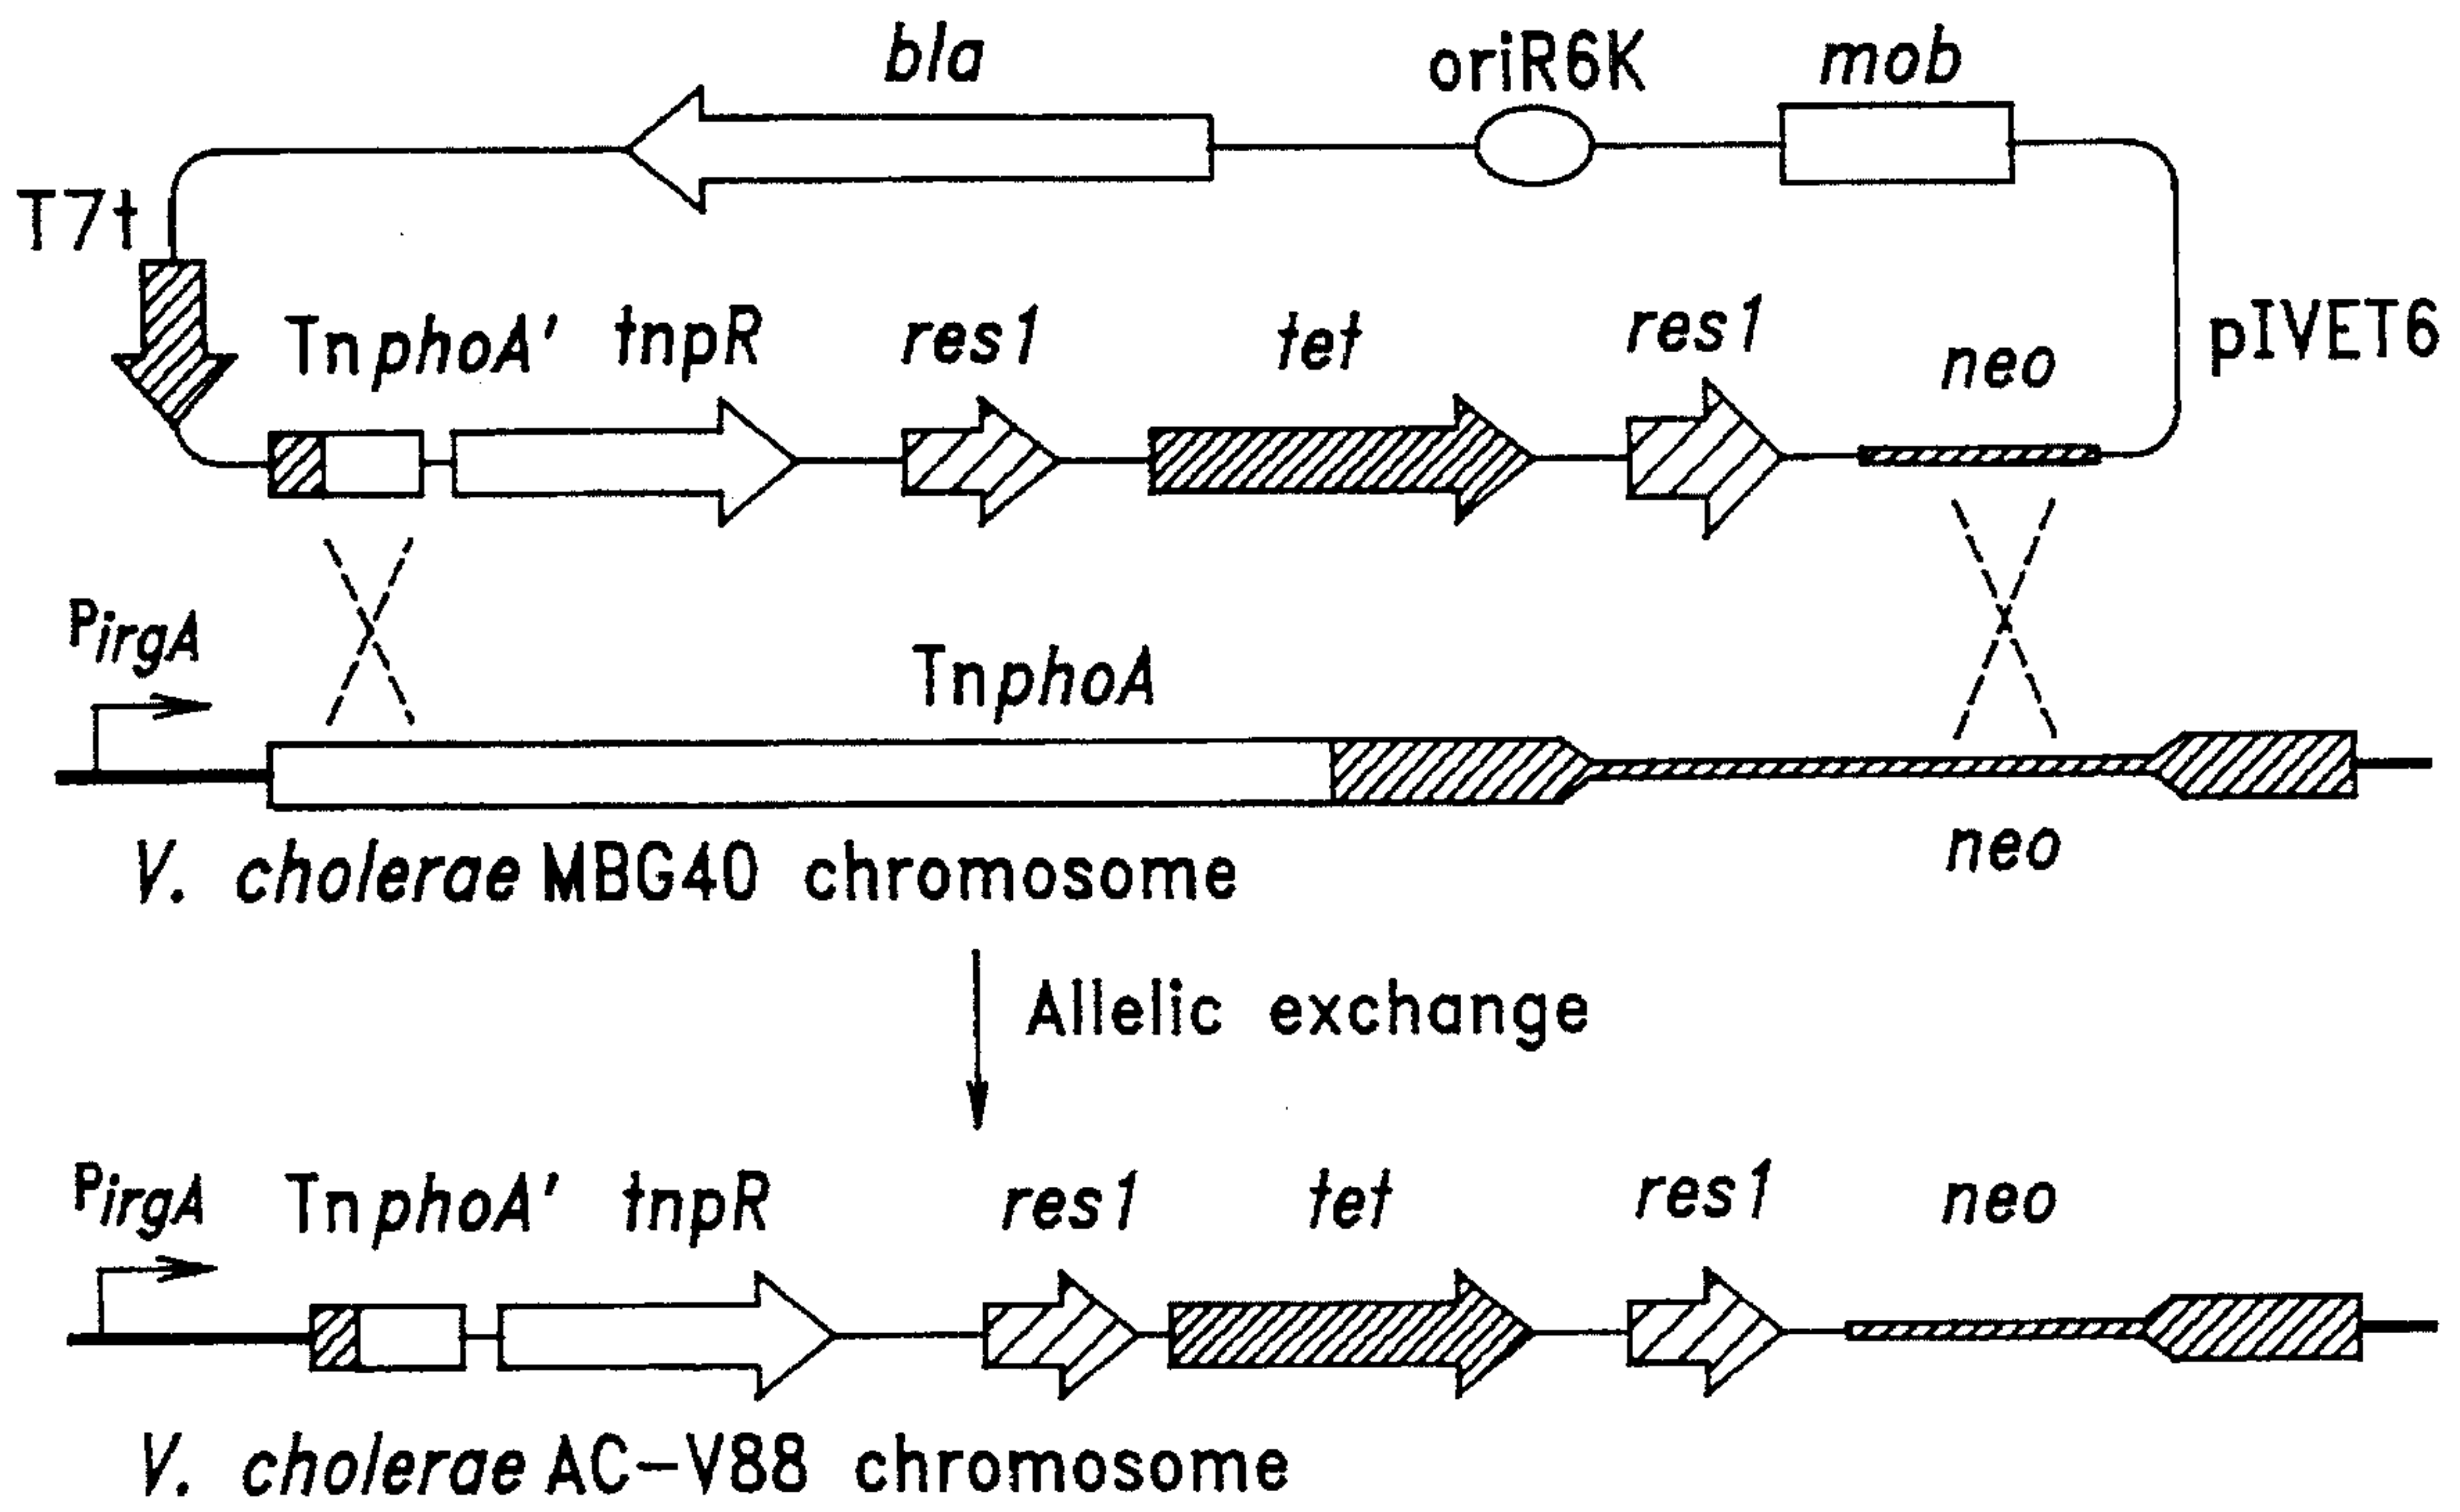 bla oriR6K mob
T7t
TnphoA' tnpR res1 tet res1 neo pIVET6
PirgA
TnphoA
neo
V. cholerae MBG40 chromosome
Allelic exchange
PirgA TnphoA' tnpR res1 tet res1 neo
V. cholerae AC-V88 chromosome